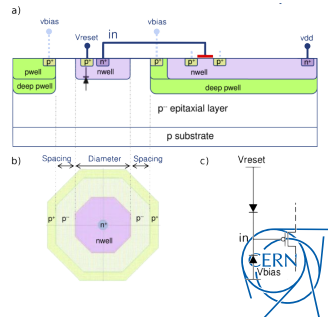 a)
vbias
Vreset
in
vbias
vdd
p⁺ p⁺ n⁺ p⁺ p⁺ n⁺
pwell
nwell
nwell
deep pwell
deep pwell
p⁻ epitaxial layer
p substrate
b)
Spacing Diameter Spacing
p⁺ p⁻ n⁺ p⁻ p⁺
nwell
c)
Vreset
in
CERN
Vbias